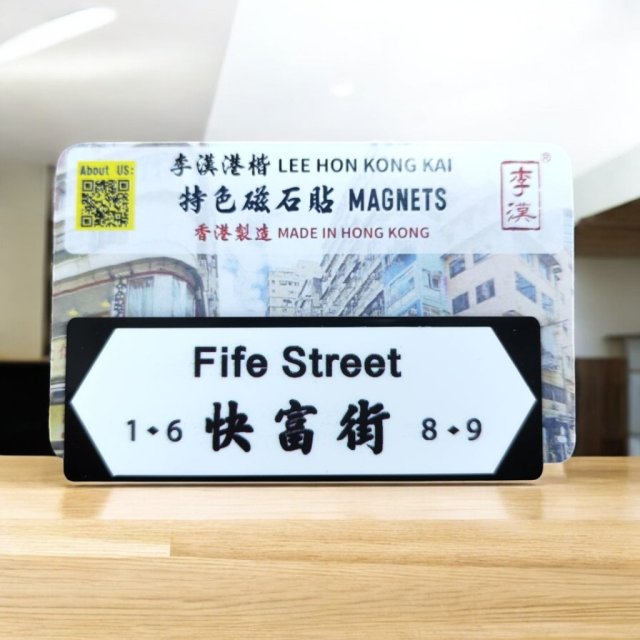 About US:
李漢港楷 LEE HON KONG KAI
特色磁石貼 MAGNETS
香港製造 MADE IN HONG KONG
李漢
®
Fife Street
1 6 快富街 8 9